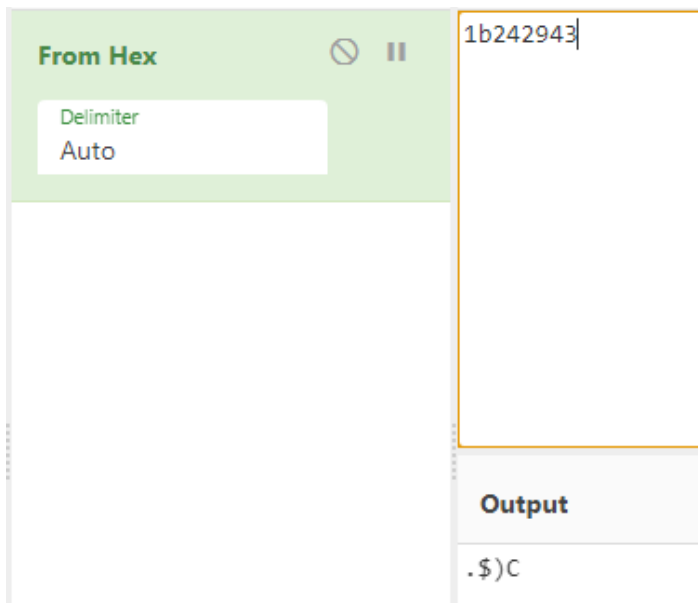 From Hex
Delimiter
Auto
1b242943
Output
.$)C